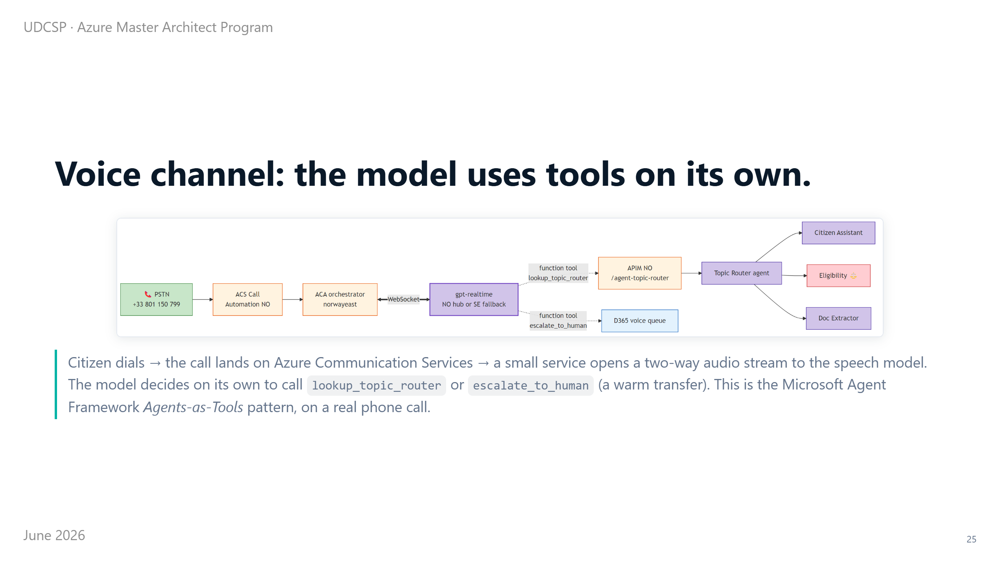 UDCSP · Azure Master Architect Program
Voice channel: the model uses tools on its own.
PSTN
+33 801 150 799
ACS Call
Automation NO
ACA orchestrator
norwayeast
WebSocket
gpt-realtime
NO hub or SE fallback
function tool
lookup_topic_router
function tool
escalate_to_human
APIM NO
/agent-topic-router
D365 voice queue
Topic Router agent
Citizen Assistant
Eligibility
Doc Extractor
Citizen dials → the call lands on Azure Communication Services → a small service opens a two-way audio stream to the speech model.
The model decides on its own to call lookup_topic_router or escalate_to_human (a warm transfer). This is the Microsoft Agent
Framework Agents-as-Tools pattern, on a real phone call.
June 2026
25